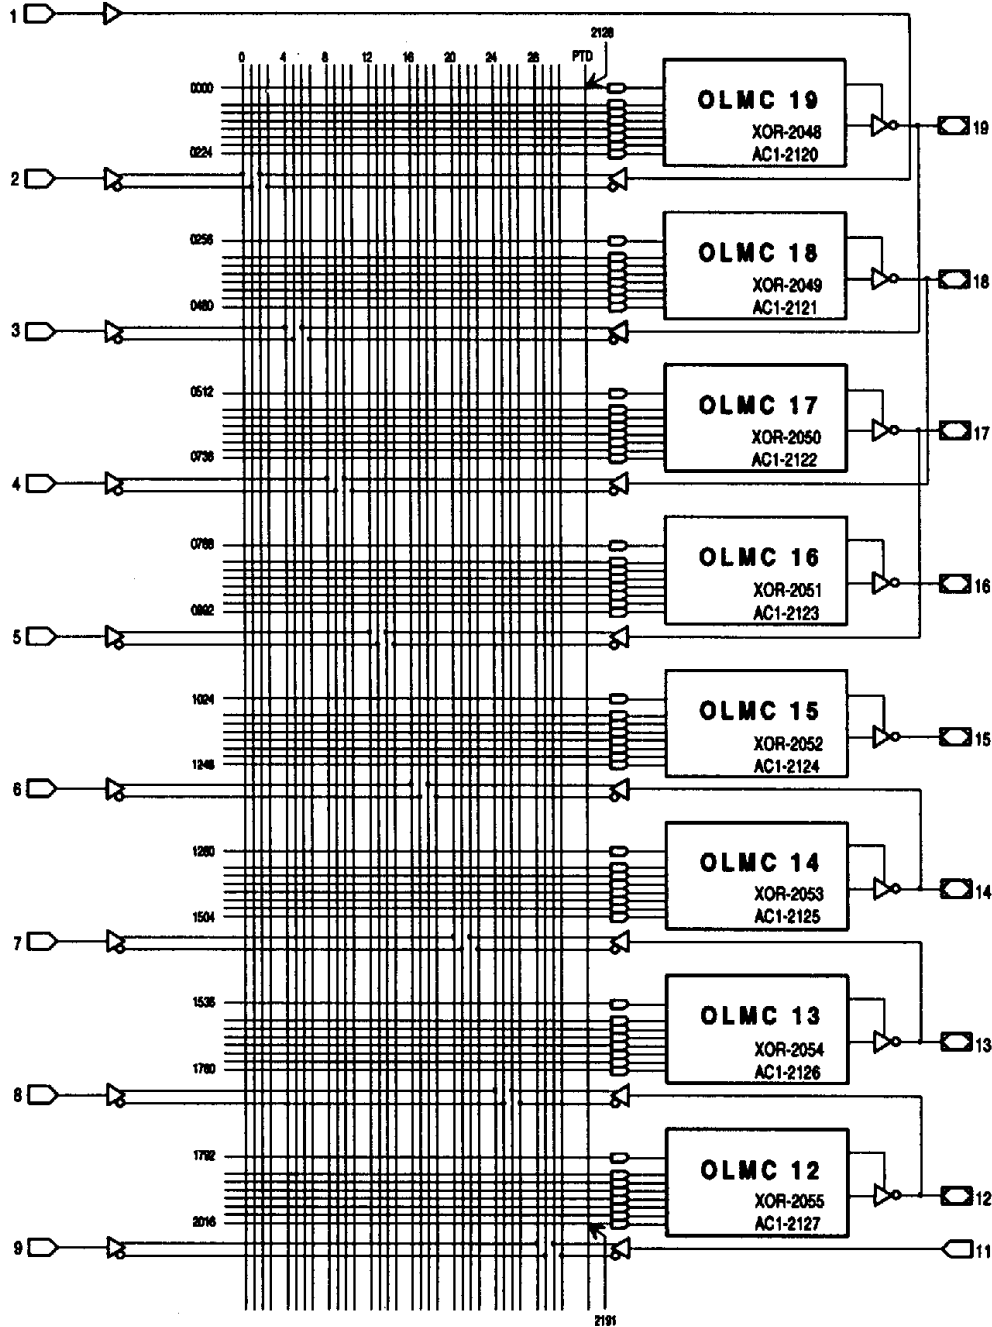 1
2128
0 4 8 12 16 20 24 28 PTD
0000
OLMC 19
XOR-2048
19
0224
AC1-2120
2
0256
OLMC 18
XOR-2049
18
0480
AC1-2121
3
0512
OLMC 17
XOR-2050
17
0736
AC1-2122
4
0768
OLMC 16
XOR-2051
16
0992
AC1-2123
5
1024
OLMC 15
XOR-2052
15
1248
AC1-2124
6
1280
OLMC 14
XOR-2053
14
1504
AC1-2125
7
1536
OLMC 13
XOR-2054
13
1760
AC1-2126
8
1792
OLMC 12
XOR-2055
12
2016
AC1-2127
9
11
2191